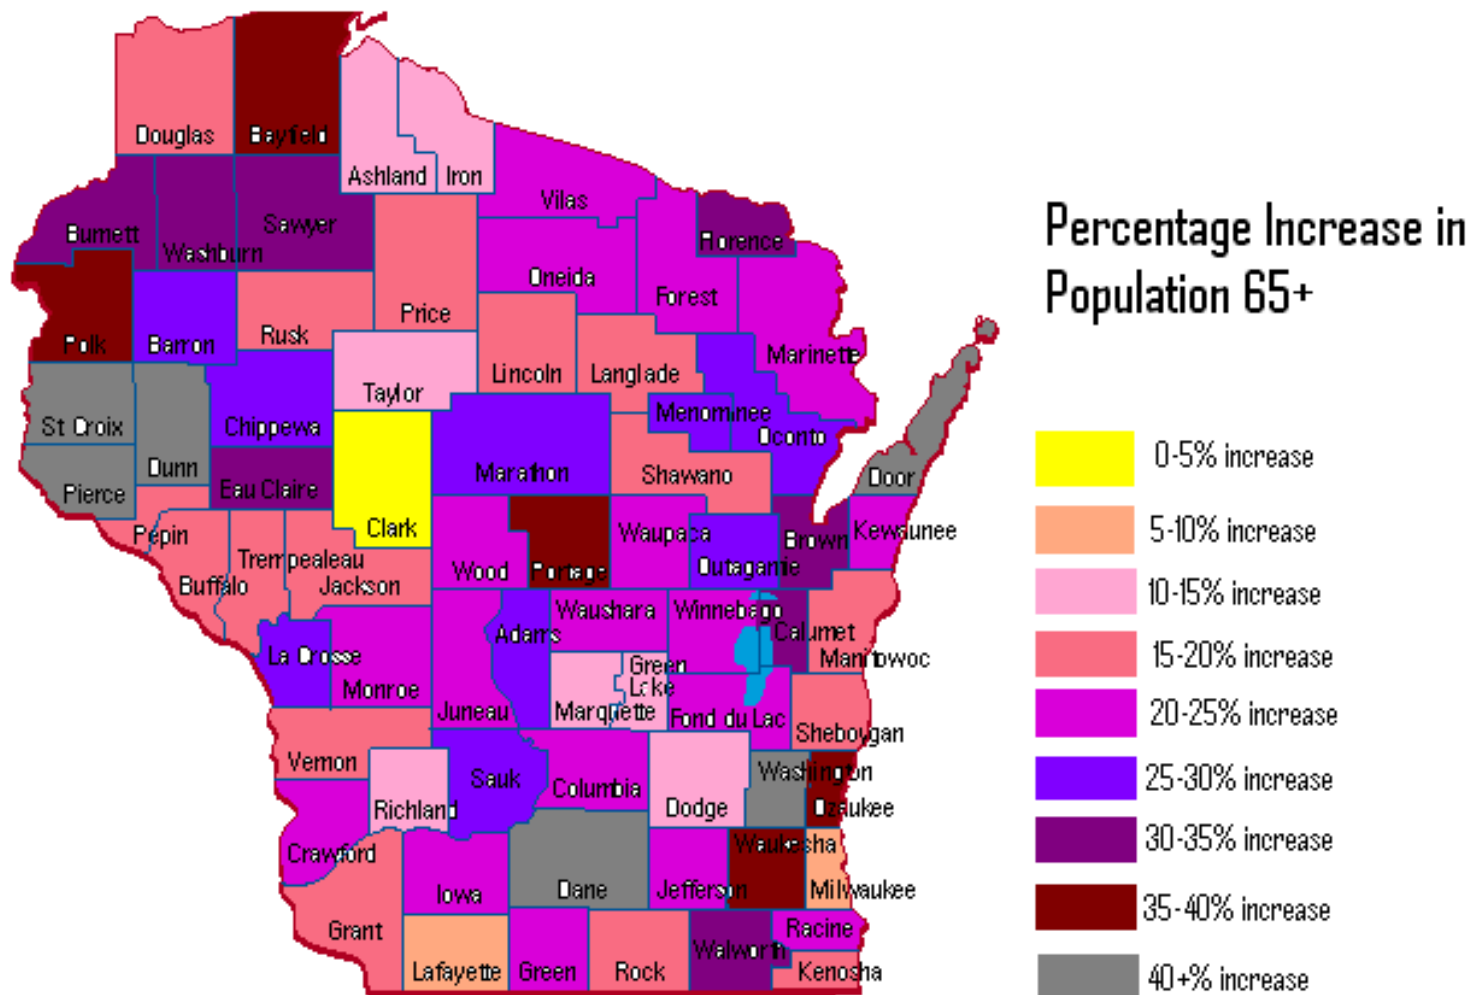 Douglas
Bayfield
Ashland
Iron
Vilas
Burnett
Washburn
Sawyer
Florence
Percentage Increase in
Population 65+
Oneida
Forest
Price
Polk
Barron
Rusk
Marinette
Taylor
Lincoln
Langlade
St Croix
Chippewa
Menominee
Oconto
Dunn
Marathon
Shawano
Door
0-5% increase
Pierce
Eau Claire
Clark
Pepin
Waupaca
Brown
Kewaunee
5-10% increase
Trempealeau
Wood
Portage
Outagamie
Buffalo
Jackson
10-15% increase
Adams
Waushara
Winnebago
Calumet
Manitowoc
15-20% increase
La Crosse
Monroe
Green
Lake
Juneau
Marquette
Fond du Lac
20-25% increase
Sheboygan
Vernon
Sauk
Columbia
Washington
25-30% increase
Richland
Dodge
Ozaukee
Crawford
Waukesha
30-35% increase
Iowa
Dane
Jefferson
Milwaukee
Grant
Racine
35-40% increase
Walworth
Lafayette
Green
Rock
Kenosha
40+% increase